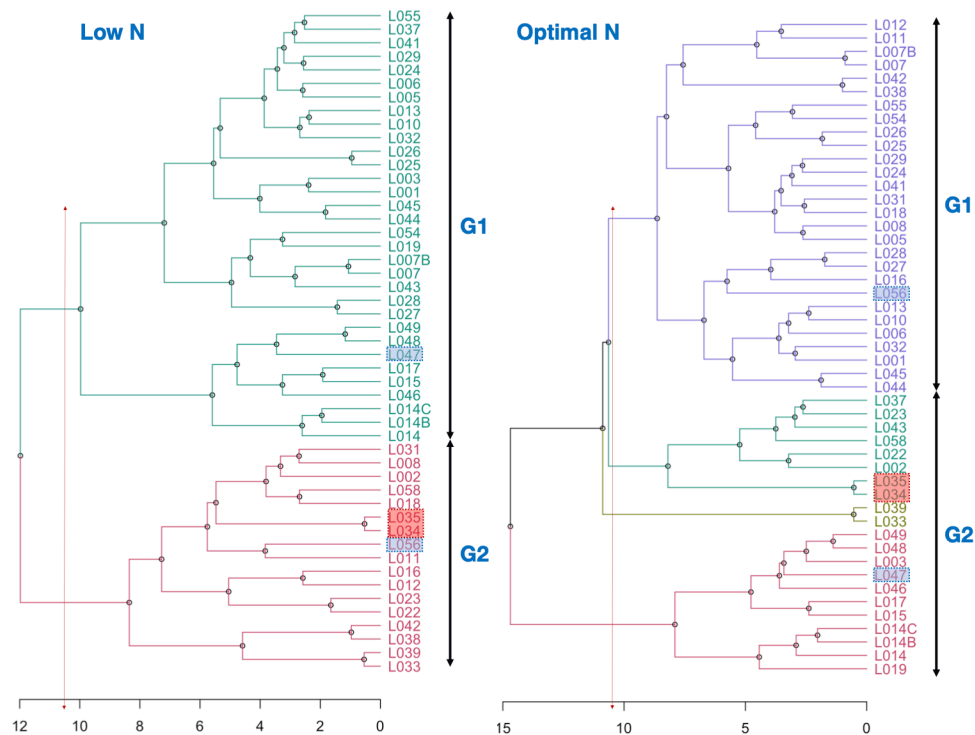 Low N
L055
L037
L041
L029
L024
L006
L005
L013
L010
L032
L026
L025
L003
L001
L045
L044
L054
L019
L007B
L007
L043
L028
L027
L049
L048
L047
L017
L015
L046
L014C
L014B
L014
L031
L008
L002
L058
L018
L035
L034
L056
L011
L016
L012
L023
L022
L042
L038
L039
L033
G1
G2
12 10 8 6 4 2 0
Optimal N
L012
L011
L007B
L007
L042
L038
L055
L054
L026
L025
L029
L024
L041
L031
L018
L008
L005
L028
L027
L016
L056
L013
L010
L006
L032
L001
L045
L044
L037
L023
L043
L058
L022
L002
L035
L034
L039
L033
L049
L048
L003
L047
L046
L017
L015
L014C
L014B
L014
L019
G1
G2
15 10 5 0